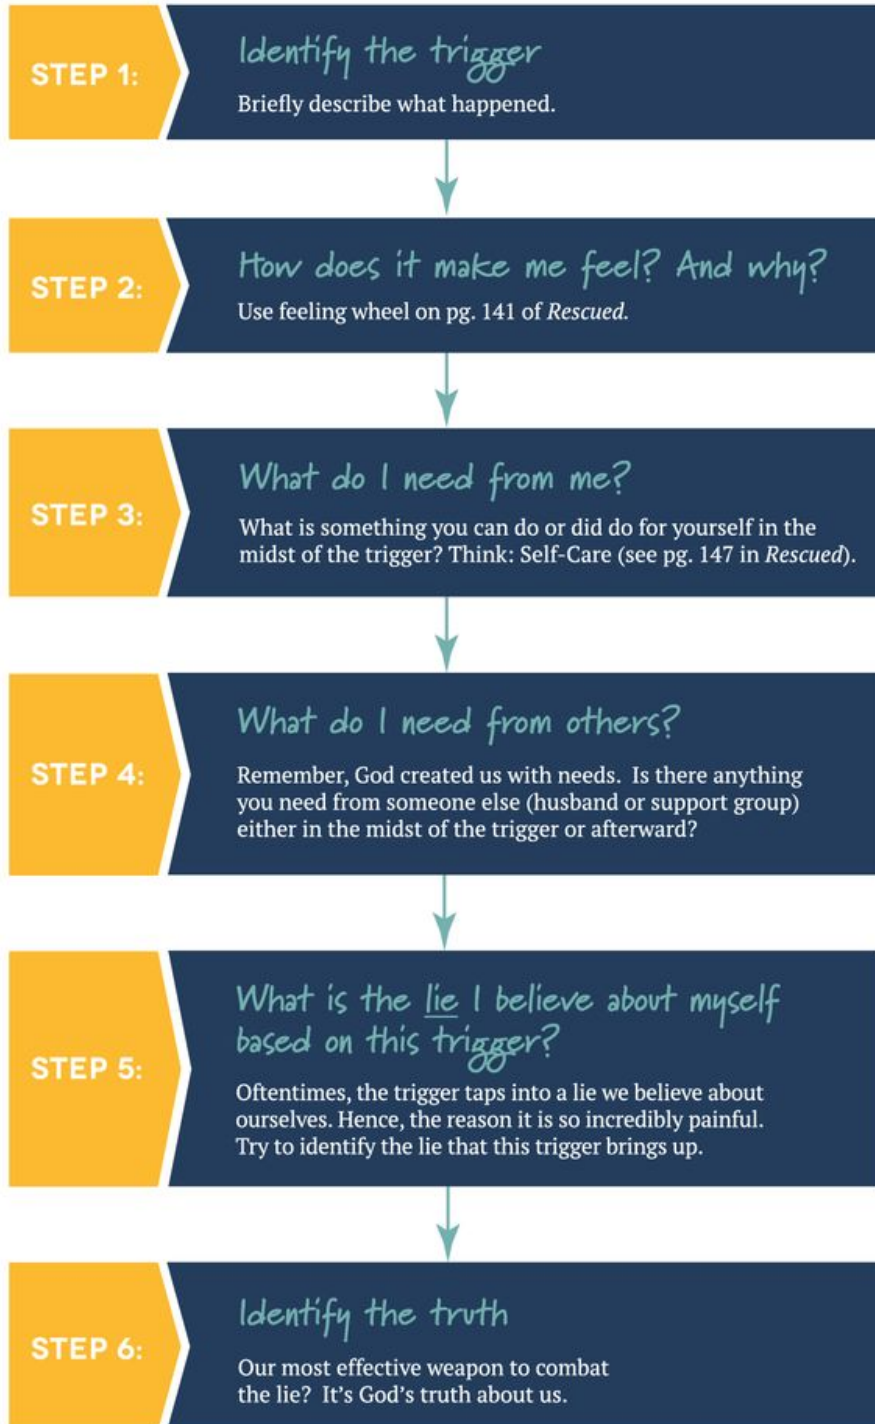 STEP 1:
Identify the trigger
Briefly describe what happened.
STEP 2:
How does it make me feel? And why?
Use feeling wheel on pg. 141 of Rescued.
STEP 3:
What do I need from me?
What is something you can do or did do for yourself in the
midst of the trigger? Think: Self-Care (see pg. 147 in Rescued).
STEP 4:
What do I need from others?
Remember, God created us with needs. Is there anything
you need from someone else (husband or support group)
either in the midst of the trigger or afterward?
STEP 5:
What is the lie I believe about myself
based on this trigger?
Oftentimes, the trigger taps into a lie we believe about
ourselves. Hence, the reason it is so incredibly painful.
Try to identify the lie that this trigger brings up.
STEP 6:
Identify the truth
Our most effective weapon to combat
the lie? It's God's truth about us.